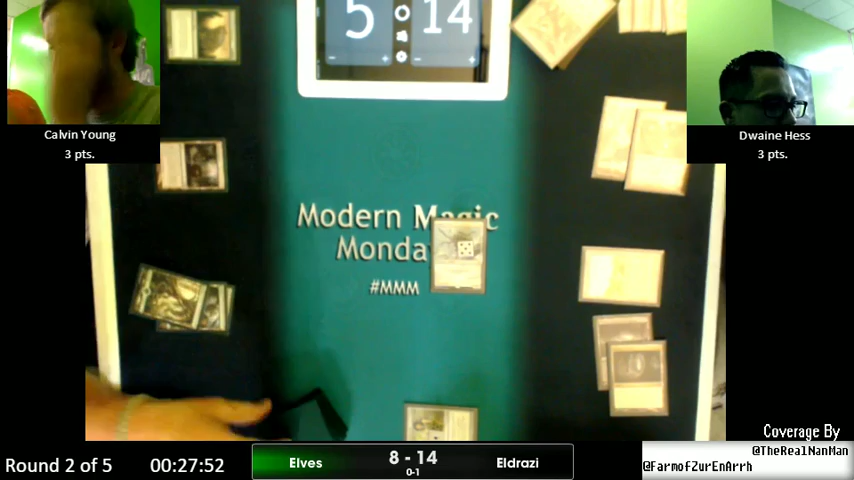 5 14
Calvin Young
3 pts.
Dwaine Hess
3 pts.
Modern Magic
Monda
#MMM
Coverage By
@TheRealNanMan
@FarmofZurEnArrh
Round 2 of 5
00:27:52
Elves
8 - 14
0-1
Eldrazi